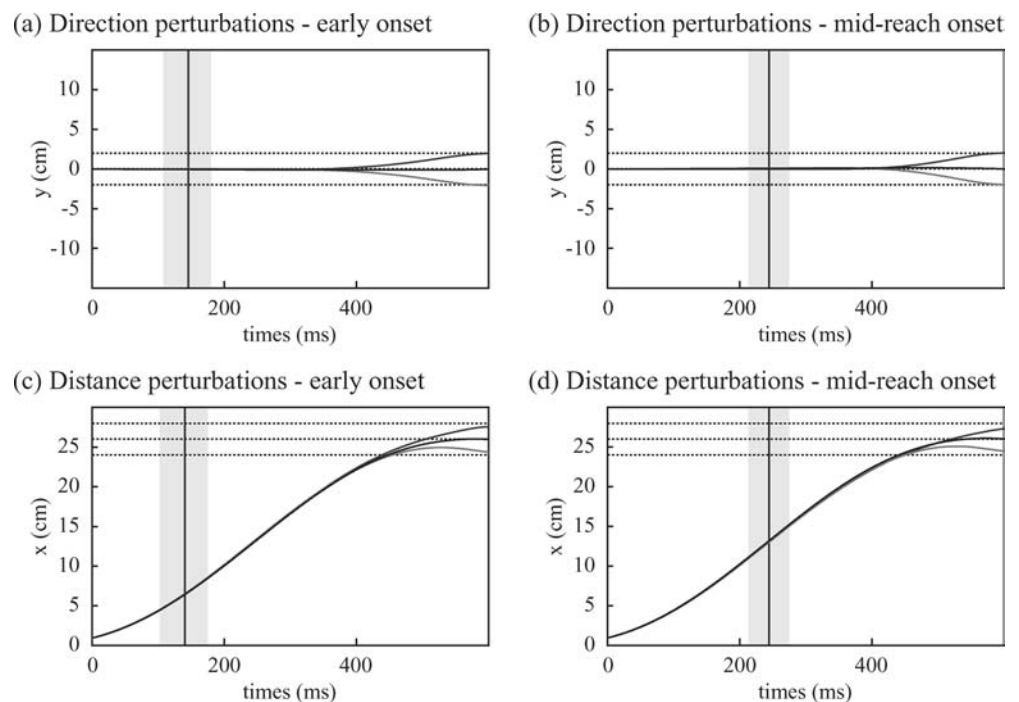 (a) Direction perturbations - early onset
(b) Direction perturbations - mid-reach onset
10
5
0
-5
-10
y (cm)
0
200
400
times (ms)
10
5
0
-5
-10
y (cm)
0
200
400
times (ms)
(c) Distance perturbations - early onset
(d) Distance perturbations - mid-reach onset
25
20
15
10
5
0
x (cm)
0
200
400
times (ms)
25
20
15
10
5
0
x (cm)
0
200
400
times (ms)